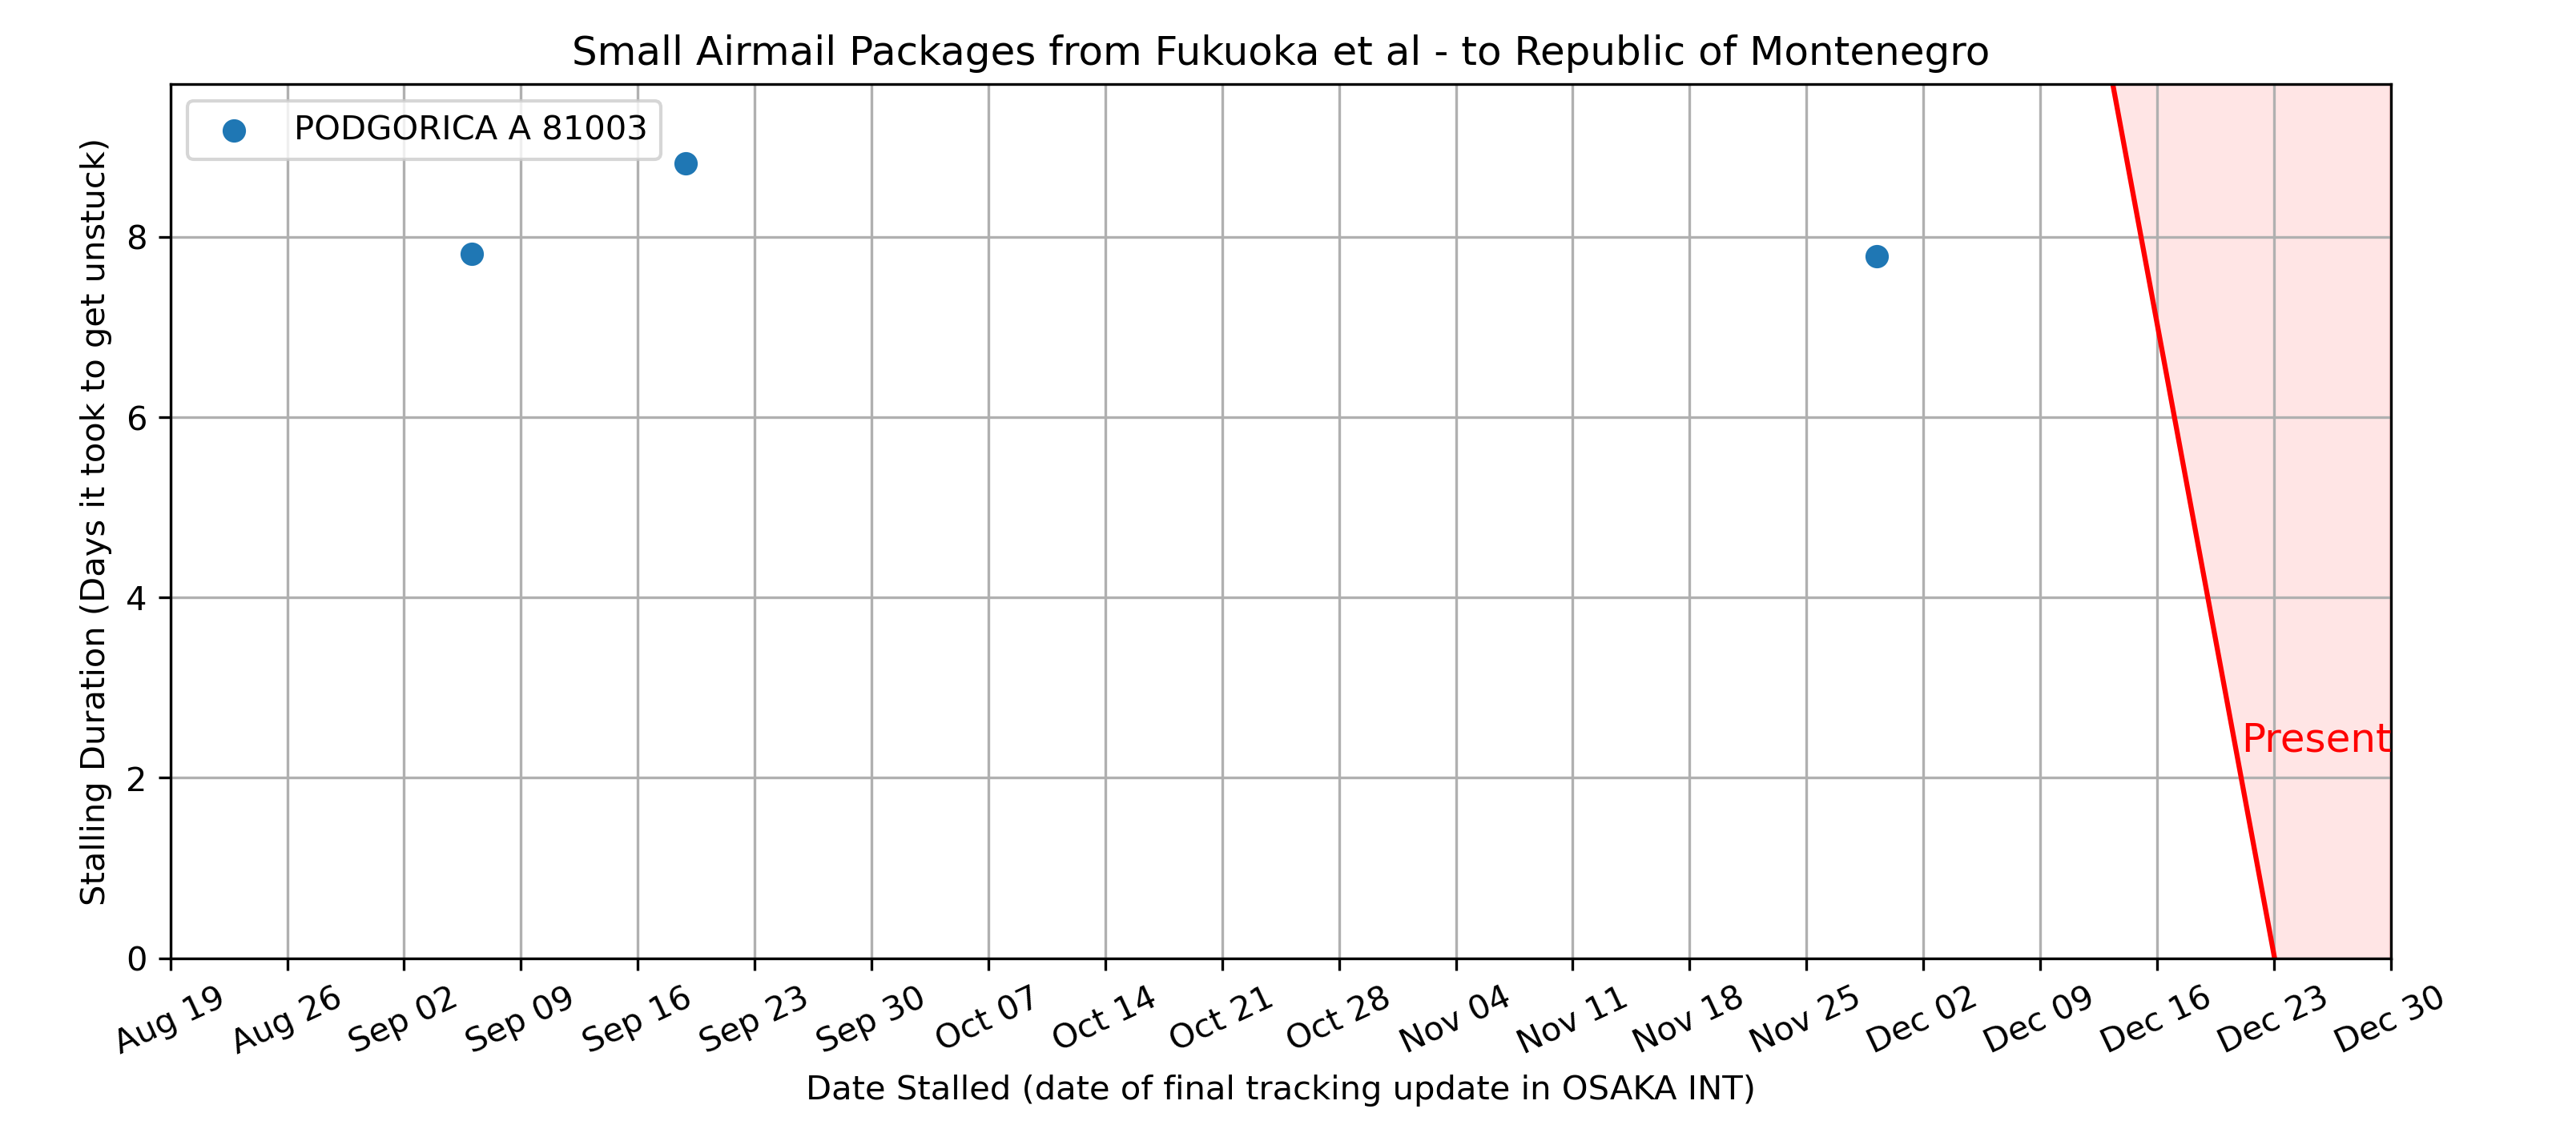 Small Airmail Packages from Fukuoka et al - to Republic of Montenegro
PODGORICA A 81003
Stalling Duration (Days it took to get unstuck)
8
6
4
2
0
Present
Aug 19
Aug 26
Sep 02
Sep 09
Sep 16
Sep 23
Sep 30
Oct 07
Oct 14
Oct 21
Oct 28
Nov 04
Nov 11
Nov 18
Nov 25
Dec 02
Dec 09
Dec 16
Dec 23
Dec 30
Date Stalled (date of final tracking update in OSAKA INT)